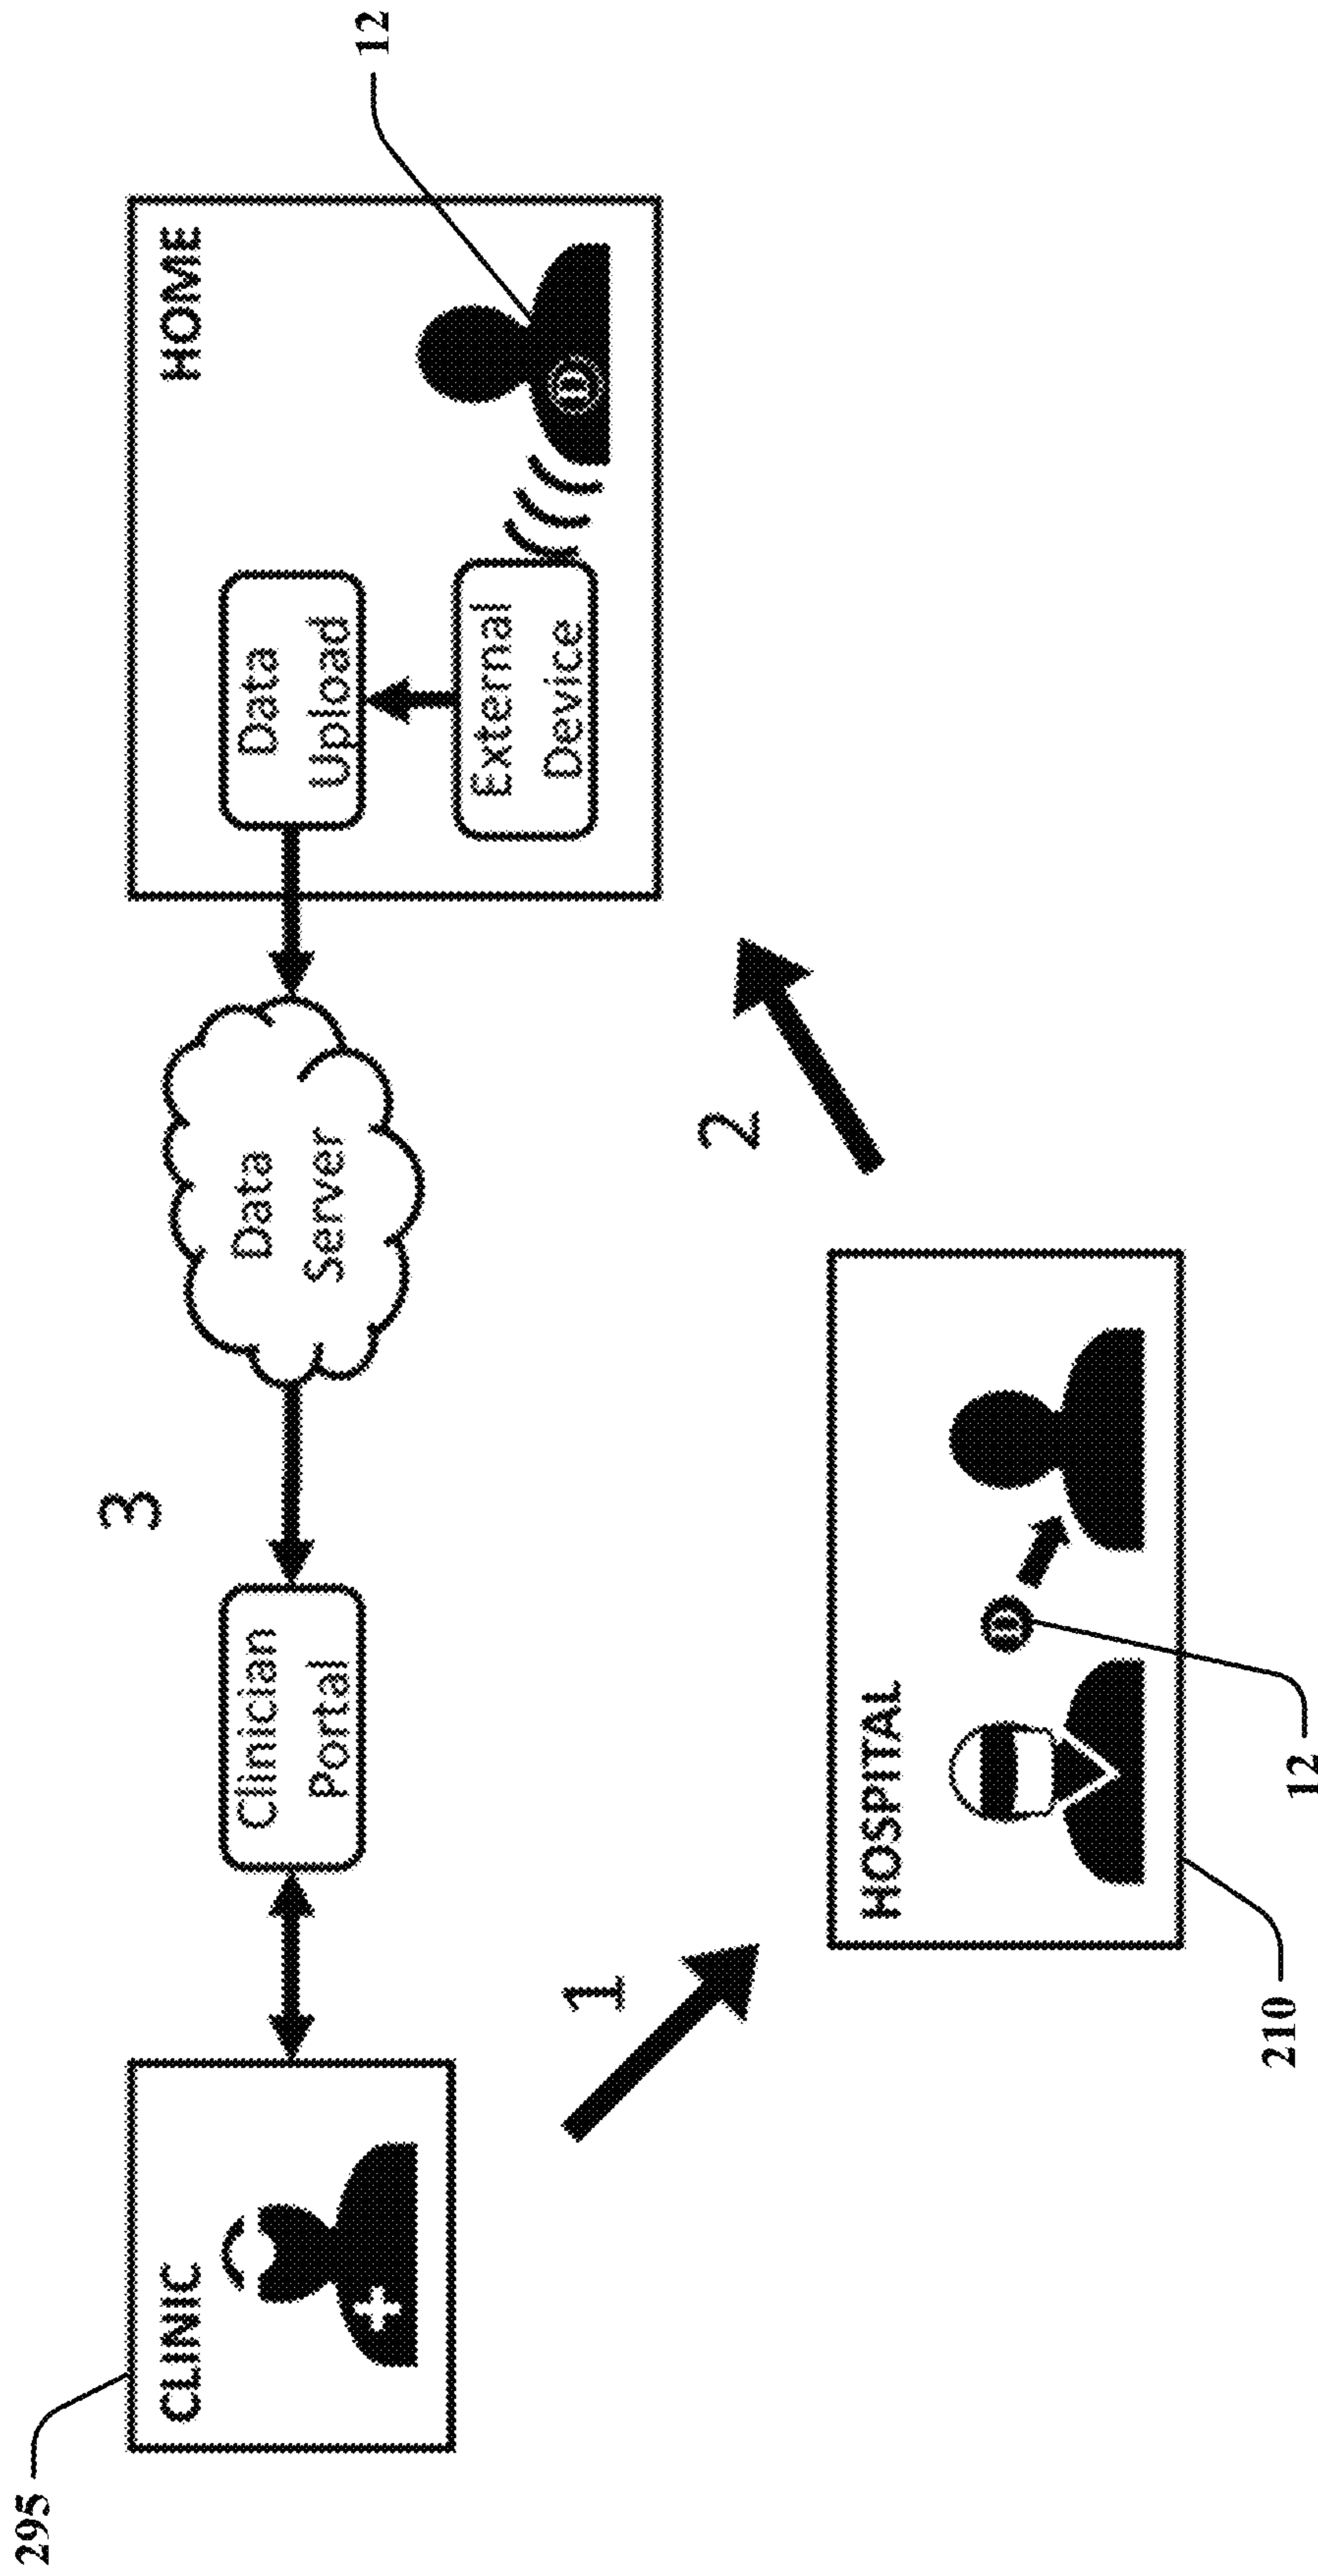 295
CLINIC
Clinician
Portal
3
Data
Server
Data
Upload
External
Device
HOME
12
1
2
HOSPITAL
210
12